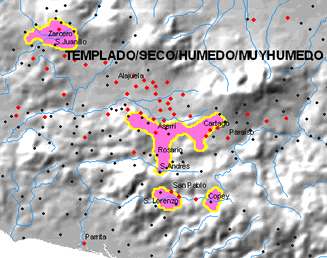 Zarcero
S.Juanillo
TEMPLADO/SECO/HUMEDO/MUYHUMEDO
Alajuela
Aserri
Cartago
Paraiso
Rosario
S.Andres
San Pablo
S. Lorenzo
Copey
Parrita